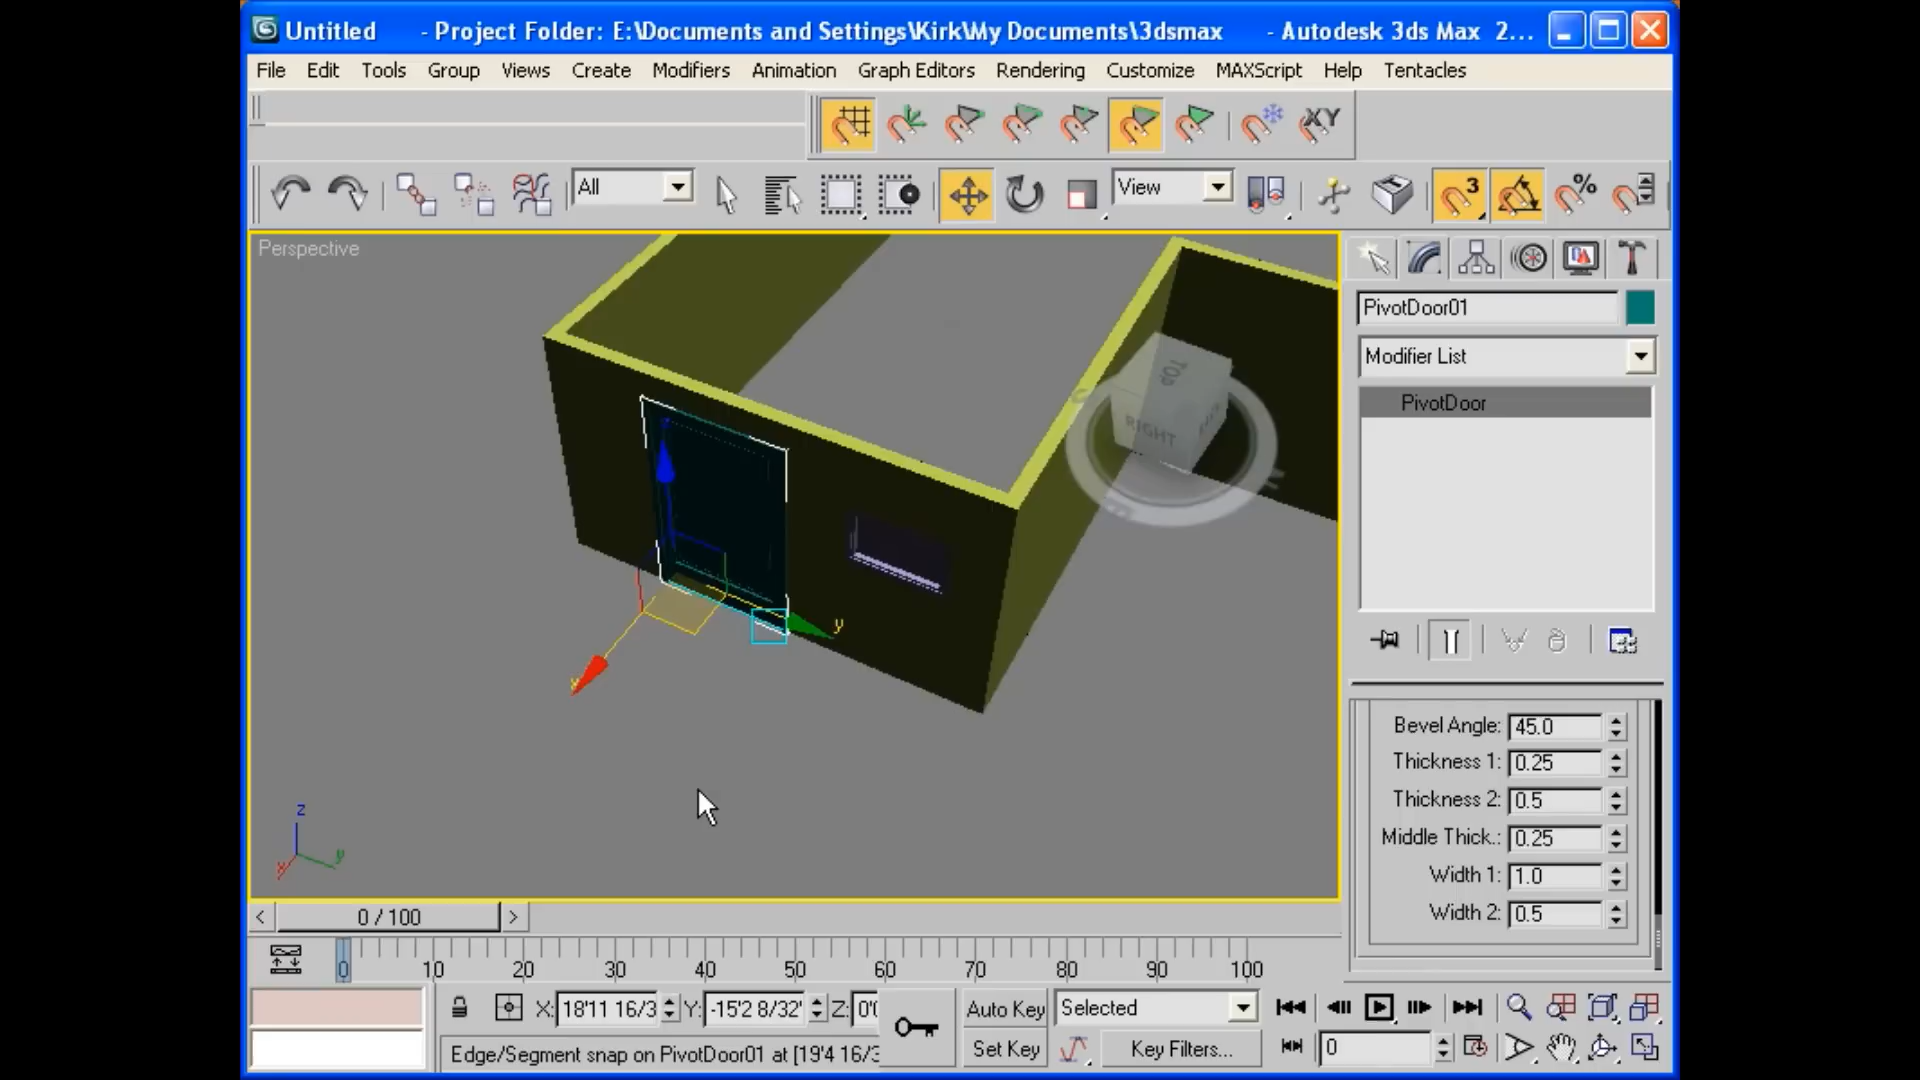 Untitled - Project Folder: E:\Documents and Settings\Kirk\My Documents\3dsmax - Autodesk 3ds Max 2...
File Edit Tools Group Views Create Modifiers Animation Graph Editors Rendering Customize MAXScript Help Tentacles
XY
All View 3 %
Perspective
PivotDoor01
Modifier List
PivotDoor
TOP
RIGHT
y
x
z
y
x
Bevel Angle: 45.0
Thickness 1: 0.25
Thickness 2: 0.5
Middle Thick.: 0.25
Width 1: 1.0
Width 2: 0.5
< 0 / 100 >
0 10 20 30 40 50 60 70 80 90 100
X: 18'11 16/3 Y: -15'2 8/32' Z: 0'0 Auto Key Selected
Edge/Segment snap on PivotDoor01 at [19'4 16/3 Set Key Key Filters... 0